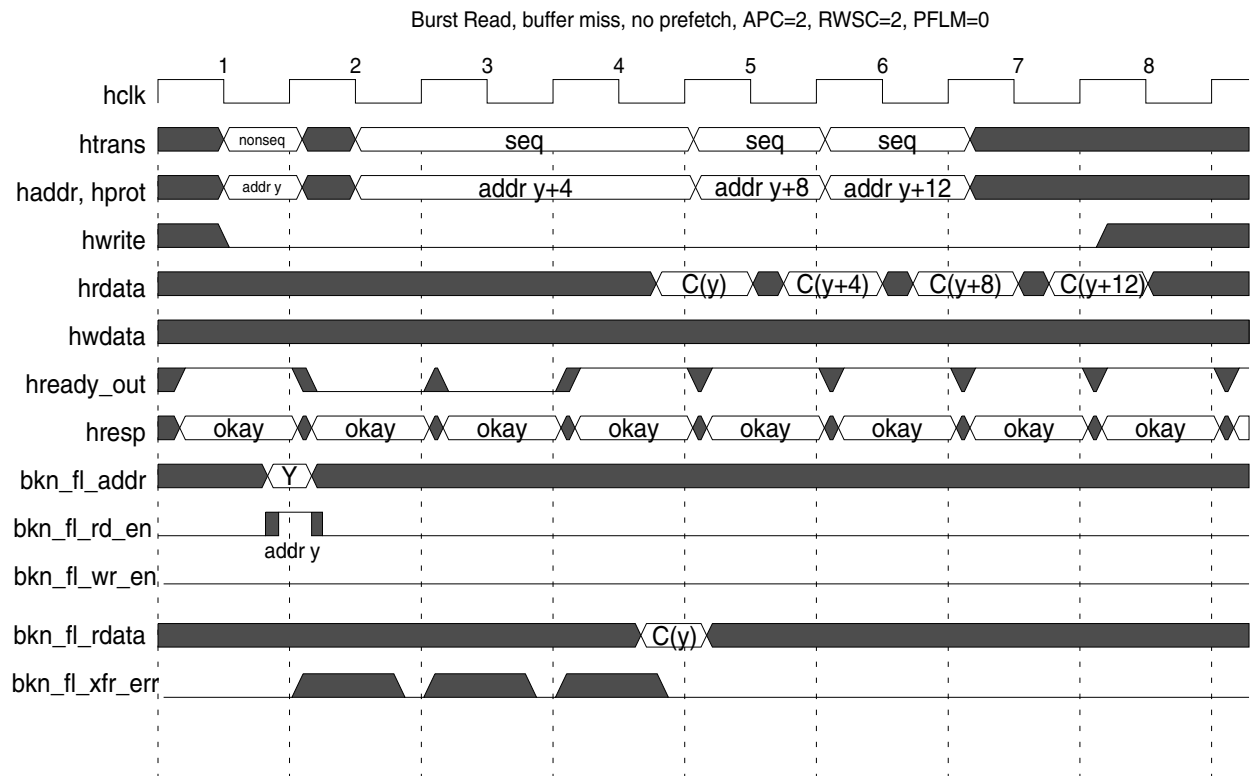 Burst Read, buffer miss, no prefetch, APC=2, RWSC=2, PFLM=0
1 2 3 4 5 6 7 8
hclk
htrans nonseq seq seq seq
haddr, hprot addr y addr y+4 addr y+8 addr y+12
hwrite
hrdata C(y) C(y+4) C(y+8) C(y+12)
hwdata
hready_out
hresp okay okay okay okay okay okay okay okay
bkn_fl_addr Y
bkn_fl_rd_en
addr y
bkn_fl_wr_en
bkn_fl_rdata C(y)
bkn_fl_xfr_err